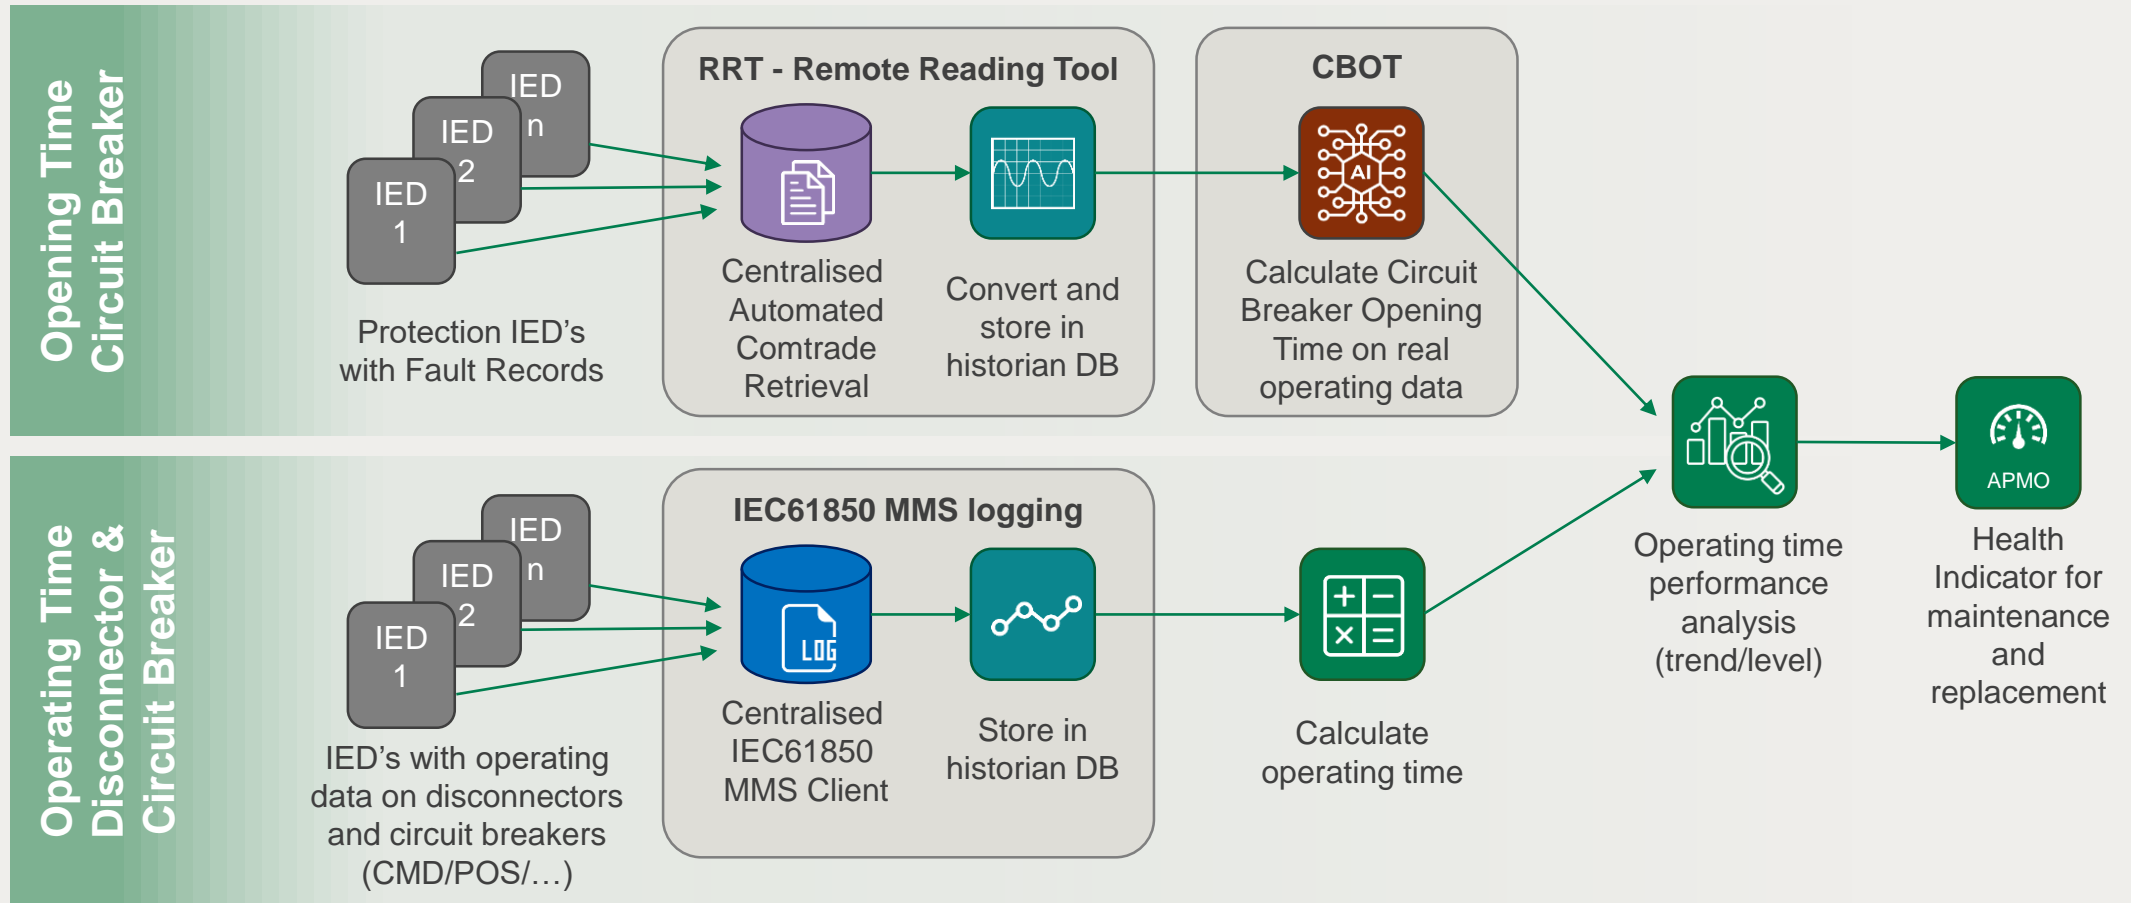 Opening Time
Circuit Breaker
IED
n
IED
2
IED
1
Protection IED’s
with Fault Records
RRT - Remote Reading Tool
Centralised
Automated
Comtrade
Retrieval
Convert and
store in
historian DB
CBOT
AI
Calculate Circuit
Breaker Opening
Time on real
operating data
Operating Time
Disconnector &
Circuit Breaker
IED
n
IED
2
IED
1
IED’s with operating
data on disconnectors
and circuit breakers
(CMD/POS/…)
IEC61850 MMS logging
LOG
Centralised
IEC61850
MMS Client
Store in
historian DB
Calculate
operating time
Operating time
performance
analysis
(trend/level)
APMO
Health
Indicator for
maintenance
and
replacement